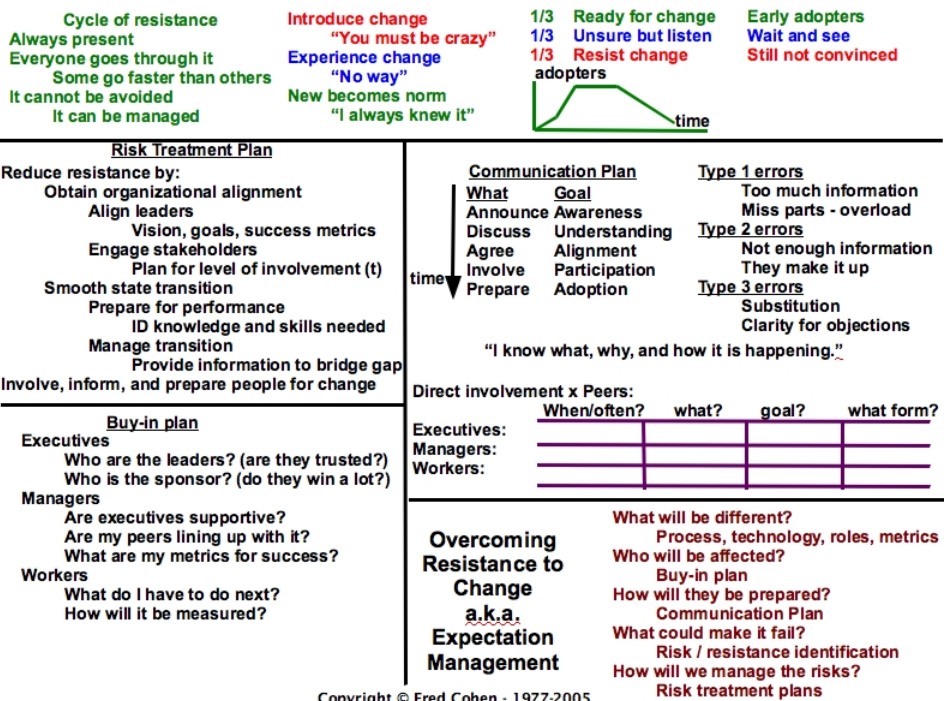 Cycle of resistance
Always present
Everyone goes through it
Some go faster than others
It cannot be avoided
It can be managed
Introduce change
“You must be crazy”
Experience change
“No way”
New becomes norm
“I always knew it”
1/3 Ready for change Early adopters
1/3 Unsure but listen Wait and see
1/3 Resist change Still not convinced
adopters
time
Risk Treatment Plan
Reduce resistance by:
Obtain organizational alignment
Align leaders
Vision, goals, success metrics
Engage stakeholders
Plan for level of involvement (t)
Smooth state transition
Prepare for performance
ID knowledge and skills needed
Manage transition
Provide information to bridge gap
Involve, inform, and prepare people for change
Communication Plan
What Goal
Announce Awareness
Discuss Understanding
Agree Alignment
Involve Participation
Prepare Adoption
time
Type 1 errors
Too much information
Miss parts - overload
Type 2 errors
Not enough information
They make it up
Type 3 errors
Substitution
Clarity for objections
“I know what, why, and how it is happening.”
Direct involvement x Peers:
When/often? what? goal? what form?
Executives:
Managers:
Workers:
Buy-in plan
Executives
Who are the leaders? (are they trusted?)
Who is the sponsor? (do they win a lot?)
Managers
Are executives supportive?
Are my peers lining up with it?
What are my metrics for success?
Workers
What do I have to do next?
How will it be measured?
Overcoming
Resistance to
Change
a.k.a.
Expectation
Management
What will be different?
Process, technology, roles, metrics
Who will be affected?
Buy-in plan
How will they be prepared?
Communication Plan
What could make it fail?
Risk / resistance identification
How will we manage the risks?
Risk treatment plans
Copyright © Fred Cohen - 1977-2005